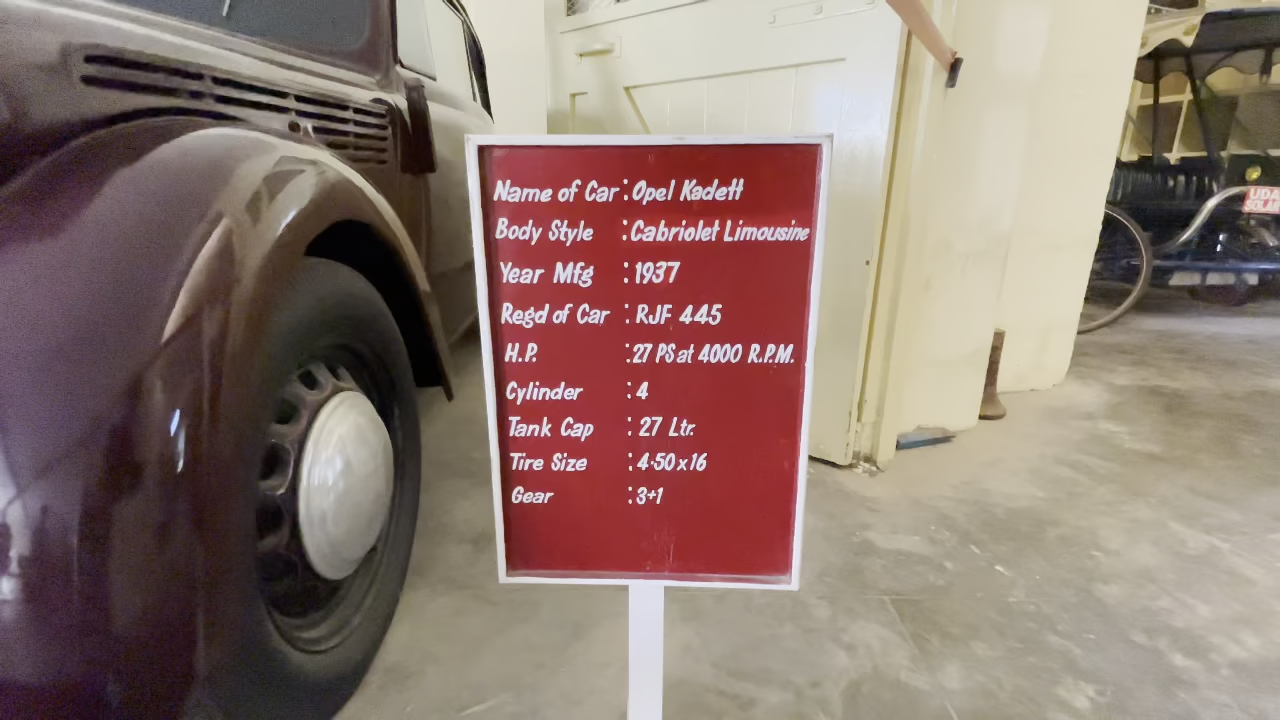 Name of Car : Opel Kadett
Body Style : Cabriolet Limousine
Year Mfg : 1937
Regd of Car : RJF 445
H.P. : 27 PS at 4000 R.P.M.
Cylinder : 4
Tank Cap : 27 Ltr.
Tire Size : 4.50 x 16
Gear : 3+1